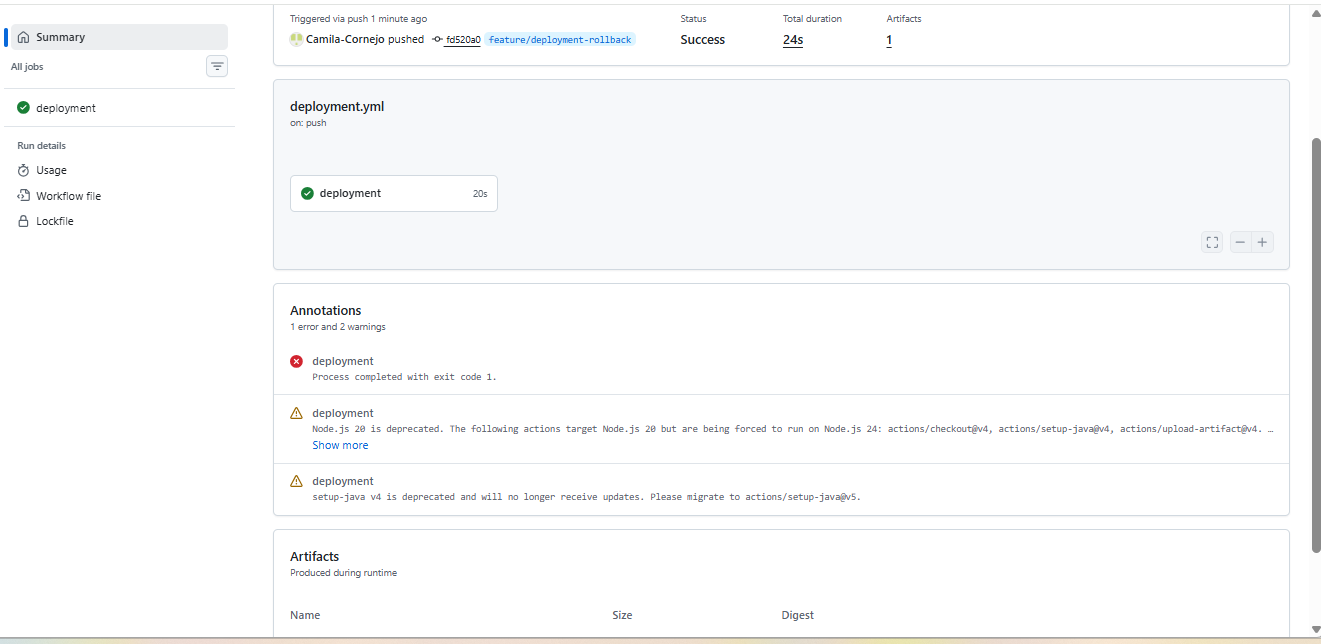 Summary
All jobs
deployment
Run details
Usage
Workflow file
Lockfile
Triggered via push 1 minute ago
Camila-Cornejo pushed fd520a0 feature/deployment-rollback
Status
Success
Total duration
24s
Artifacts
1
deployment.yml
on: push
deployment 20s
Annotations
1 error and 2 warnings
deployment
Process completed with exit code 1.
deployment
Node.js 20 is deprecated. The following actions target Node.js 20 but are being forced to run on Node.js 24: actions/checkout@v4, actions/setup-java@v4, actions/upload-artifact@v4. …
Show more
deployment
setup-java v4 is deprecated and will no longer receive updates. Please migrate to actions/setup-java@v5.
Artifacts
Produced during runtime
Name Size Digest